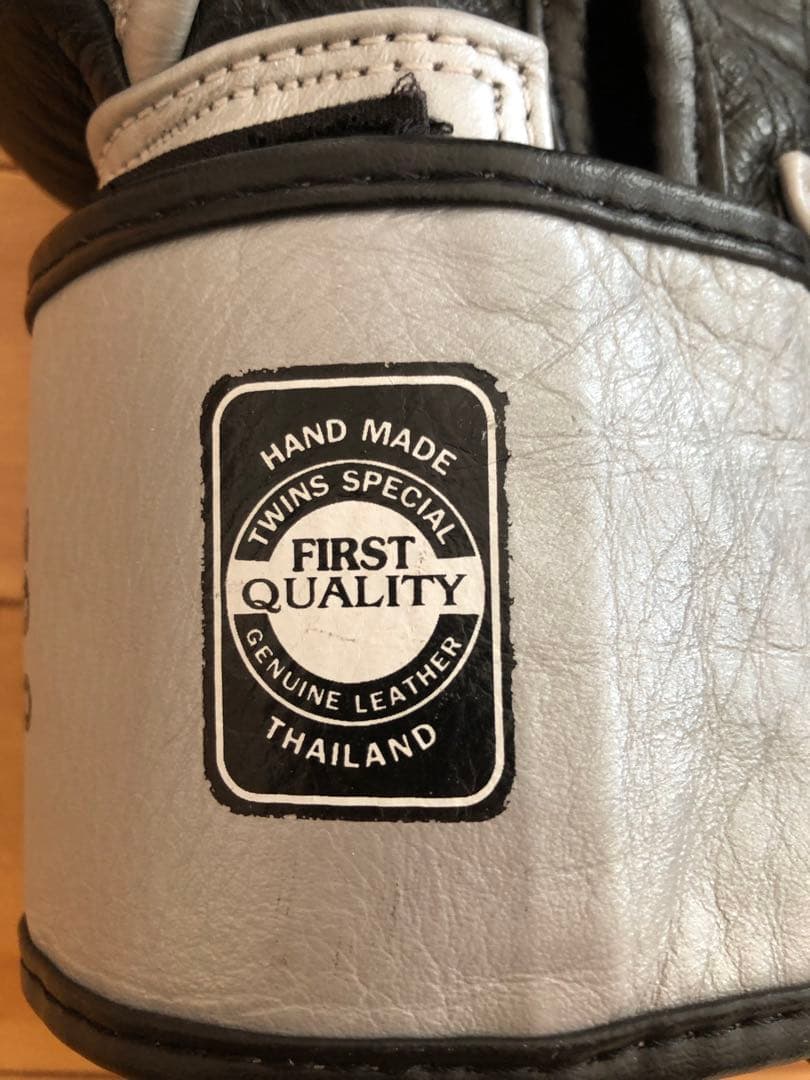 HAND MADE
TWINS SPECIAL
FIRST
QUALITY
GENUINE LEATHER
THAILAND